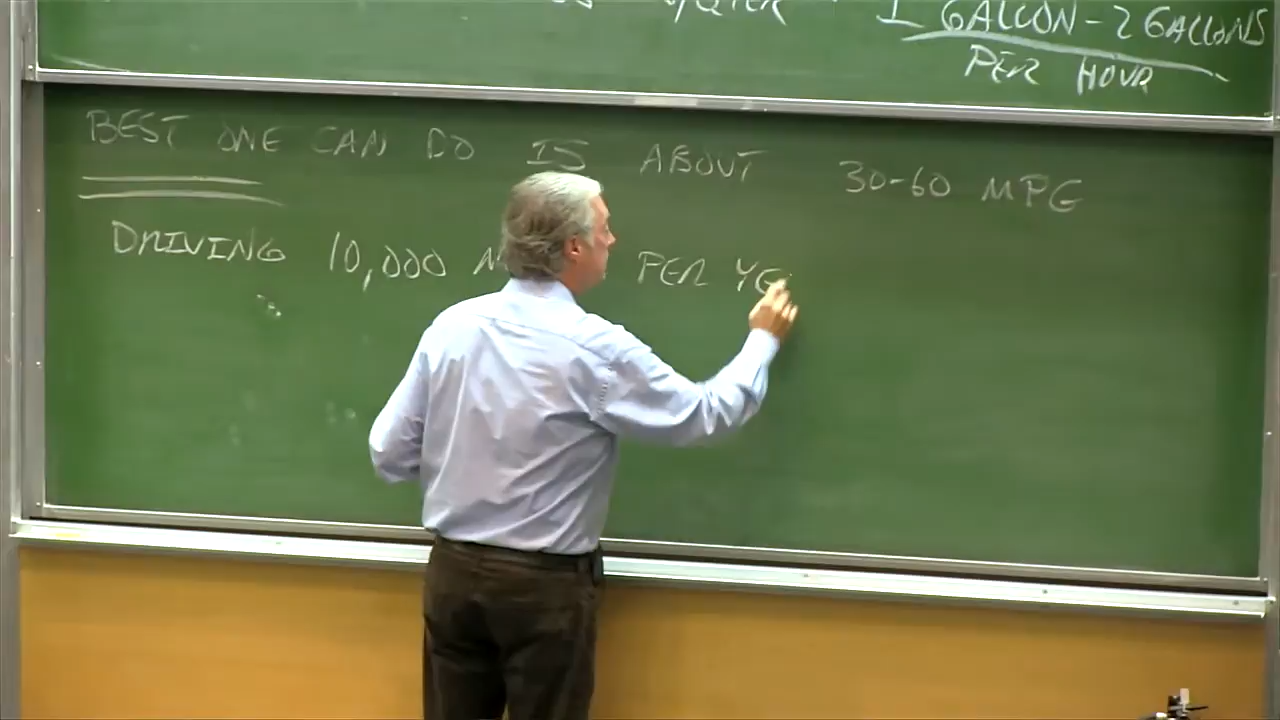 1 GALLON - 2 GALLONS
PER HOUR
BEST ONE CAN DO IS ABOUT 30-60 MPG
DRIVING 10,000 PER YE